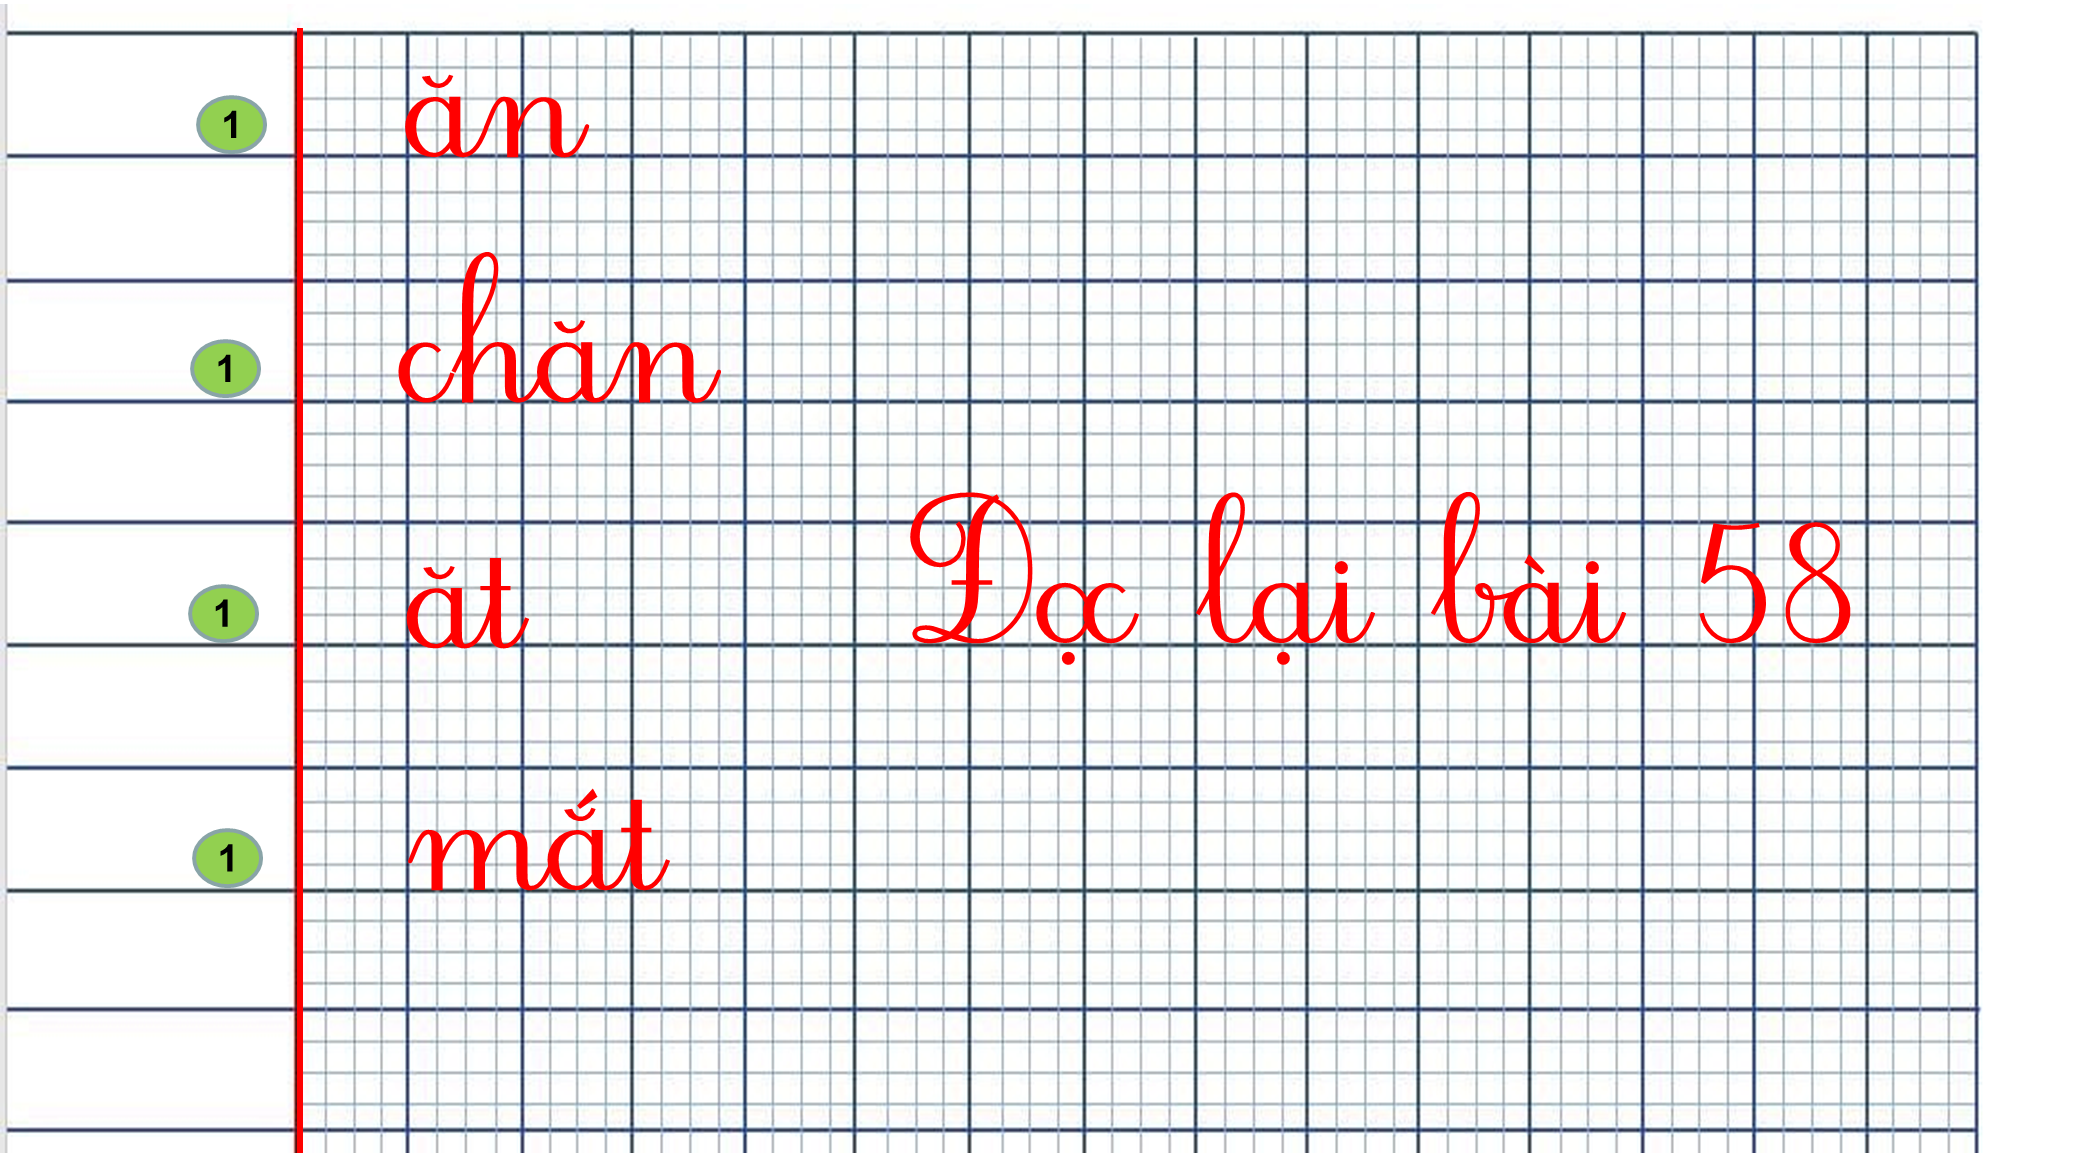 1 ăn
1 chăn
1 ăt Đọc lại bài 58
1 mắt